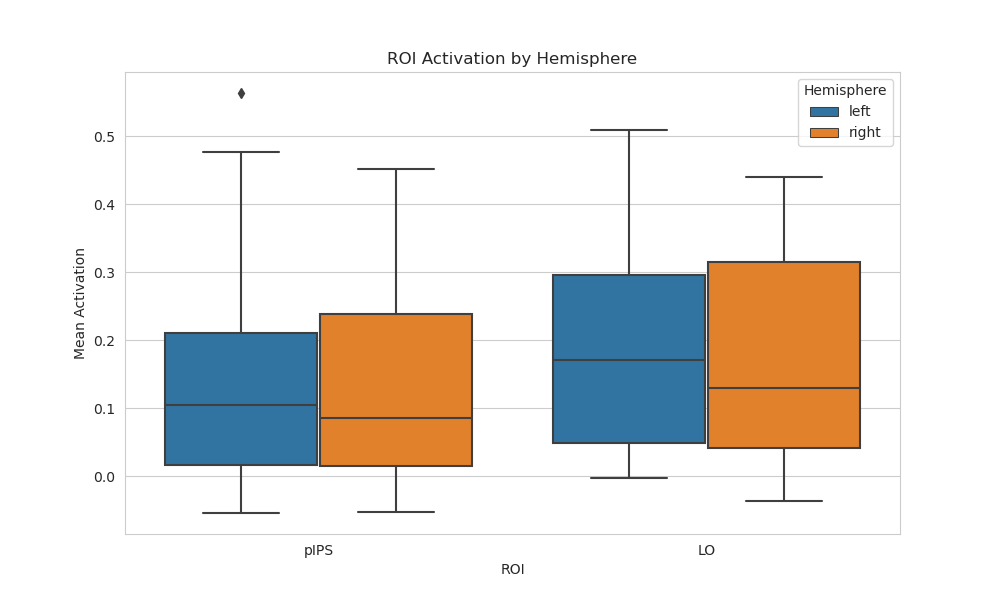 ROI Activation by Hemisphere
Hemisphere
left
right
0.5
0.4
0.3
0.2
0.1
0.0
Mean Activation
pIPS
LO
ROI